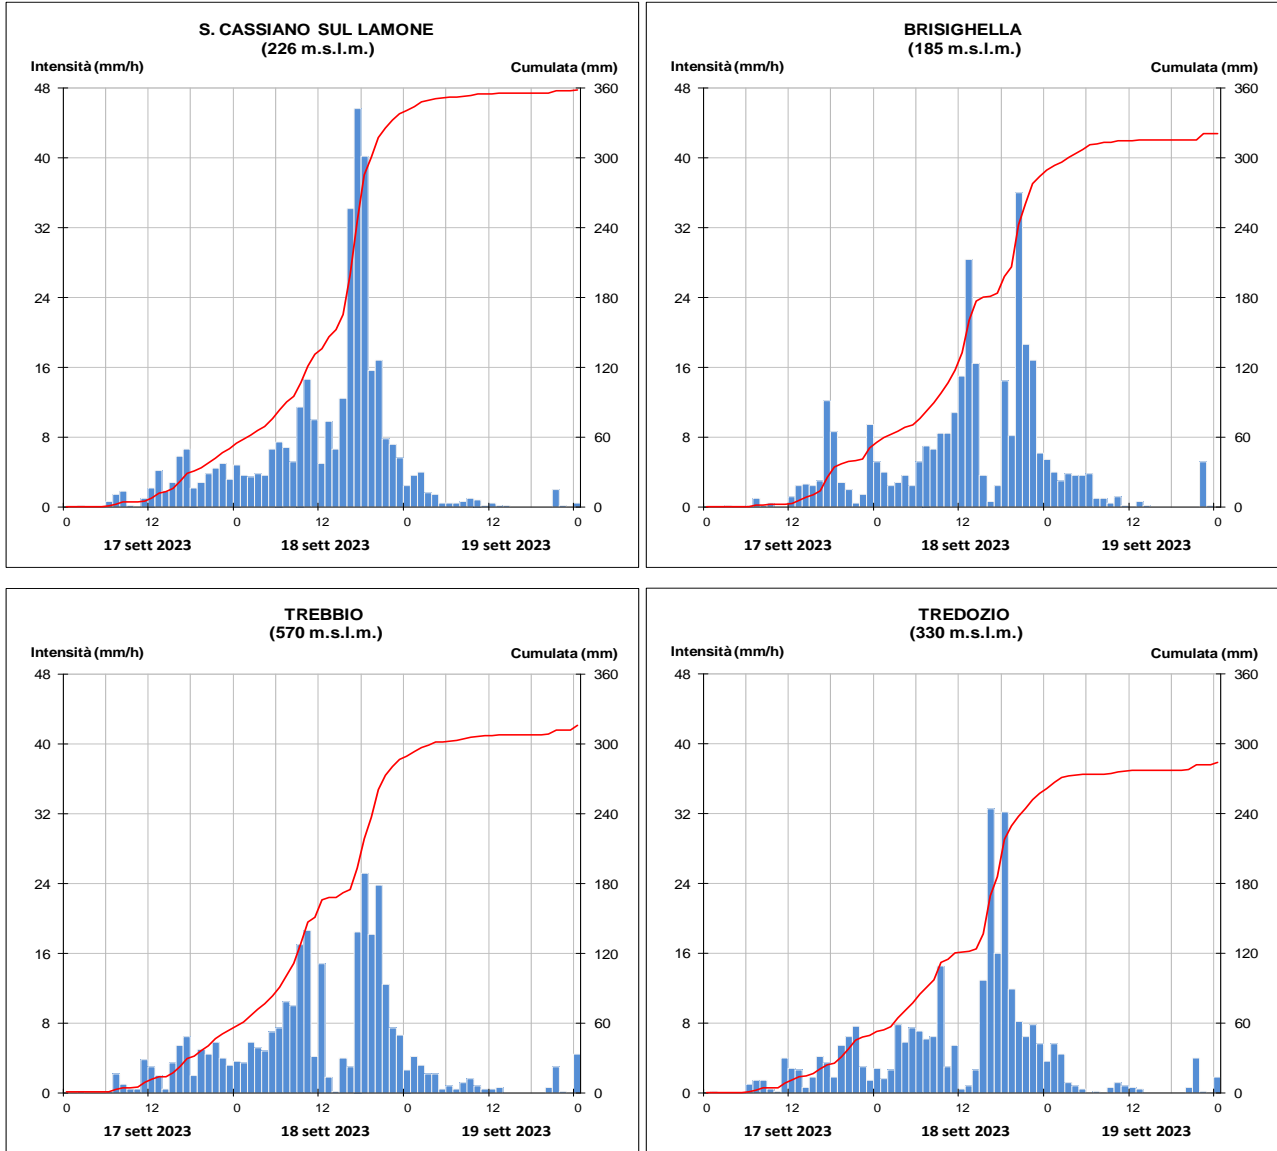 S. CASSIANO SUL LAMONE
(226 m.s.l.m.)
Intensità (mm/h)
Cumulata (mm)
48
40
32
24
16
8
0
360
300
240
180
120
60
0
0 12 0 12 0 12 0
17 sett 2023 18 sett 2023 19 sett 2023
BRISIGHELLA
(185 m.s.l.m.)
Intensità (mm/h)
Cumulata (mm)
48
40
32
24
16
8
0
360
300
240
180
120
60
0
0 12 0 12 0 12 0
17 sett 2023 18 sett 2023 19 sett 2023
TREBBIO
(570 m.s.l.m.)
Intensità (mm/h)
Cumulata (mm)
48
40
32
24
16
8
0
360
300
240
180
120
60
0
0 12 0 12 0 12 0
17 sett 2023 18 sett 2023 19 sett 2023
TREDOZIO
(330 m.s.l.m.)
Intensità (mm/h)
Cumulata (mm)
48
40
32
24
16
8
0
360
300
240
180
120
60
0
0 12 0 12 0 12 0
17 sett 2023 18 sett 2023 19 sett 2023